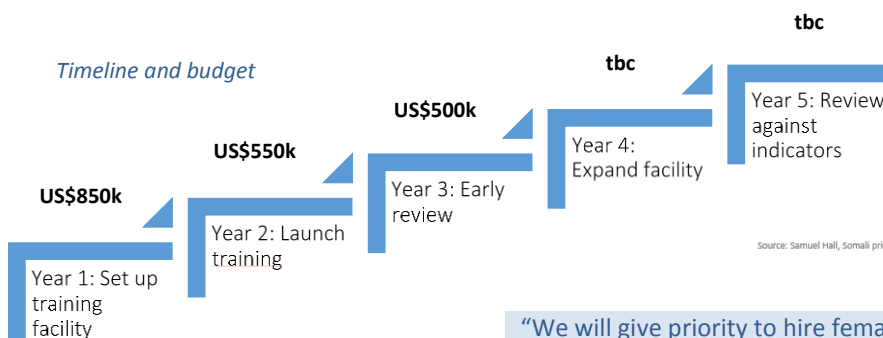 tbc
Timeline and budget
tbc
US$500k
Year 5: Review
against
indicators
US$550k
Year 4:
Expand facility
US$850k
Year 3: Early
review
Year 2: Launch
training
Source: Samuel Hall, Somali
Year 1: Set up
training
facility
“We will give priority to hire